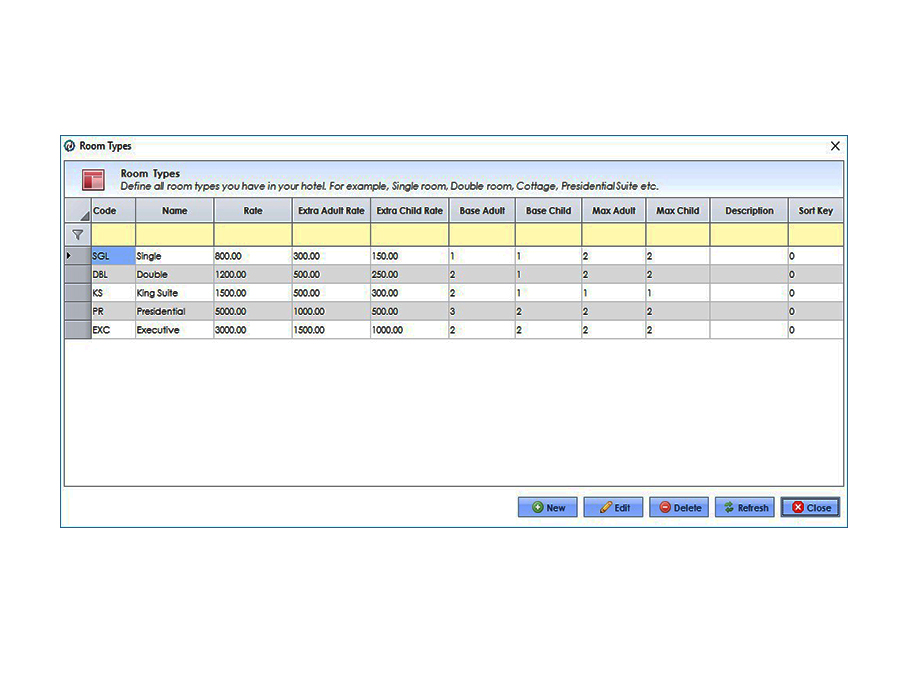 Room Types
Room Types
Define all room types you have in your hotel. For example, Single room, Double room, Cottage, Presidential Suite etc.
Code Name Rate Extra Adult Rate Extra Child Rate Base Adult Base Child Max Adult Max Child Description Sort Key
SGL Single 800.00 300.00 150.00 1 1 2 2 0
DBL Double 1200.00 500.00 250.00 2 1 2 2 0
KS King Suite 1500.00 500.00 300.00 2 1 1 1 0
PR Presidential 5000.00 1000.00 500.00 3 2 2 2 0
EXC Executive 3000.00 1500.00 1000.00 2 2 2 2 0
New Edit Delete Refresh Close